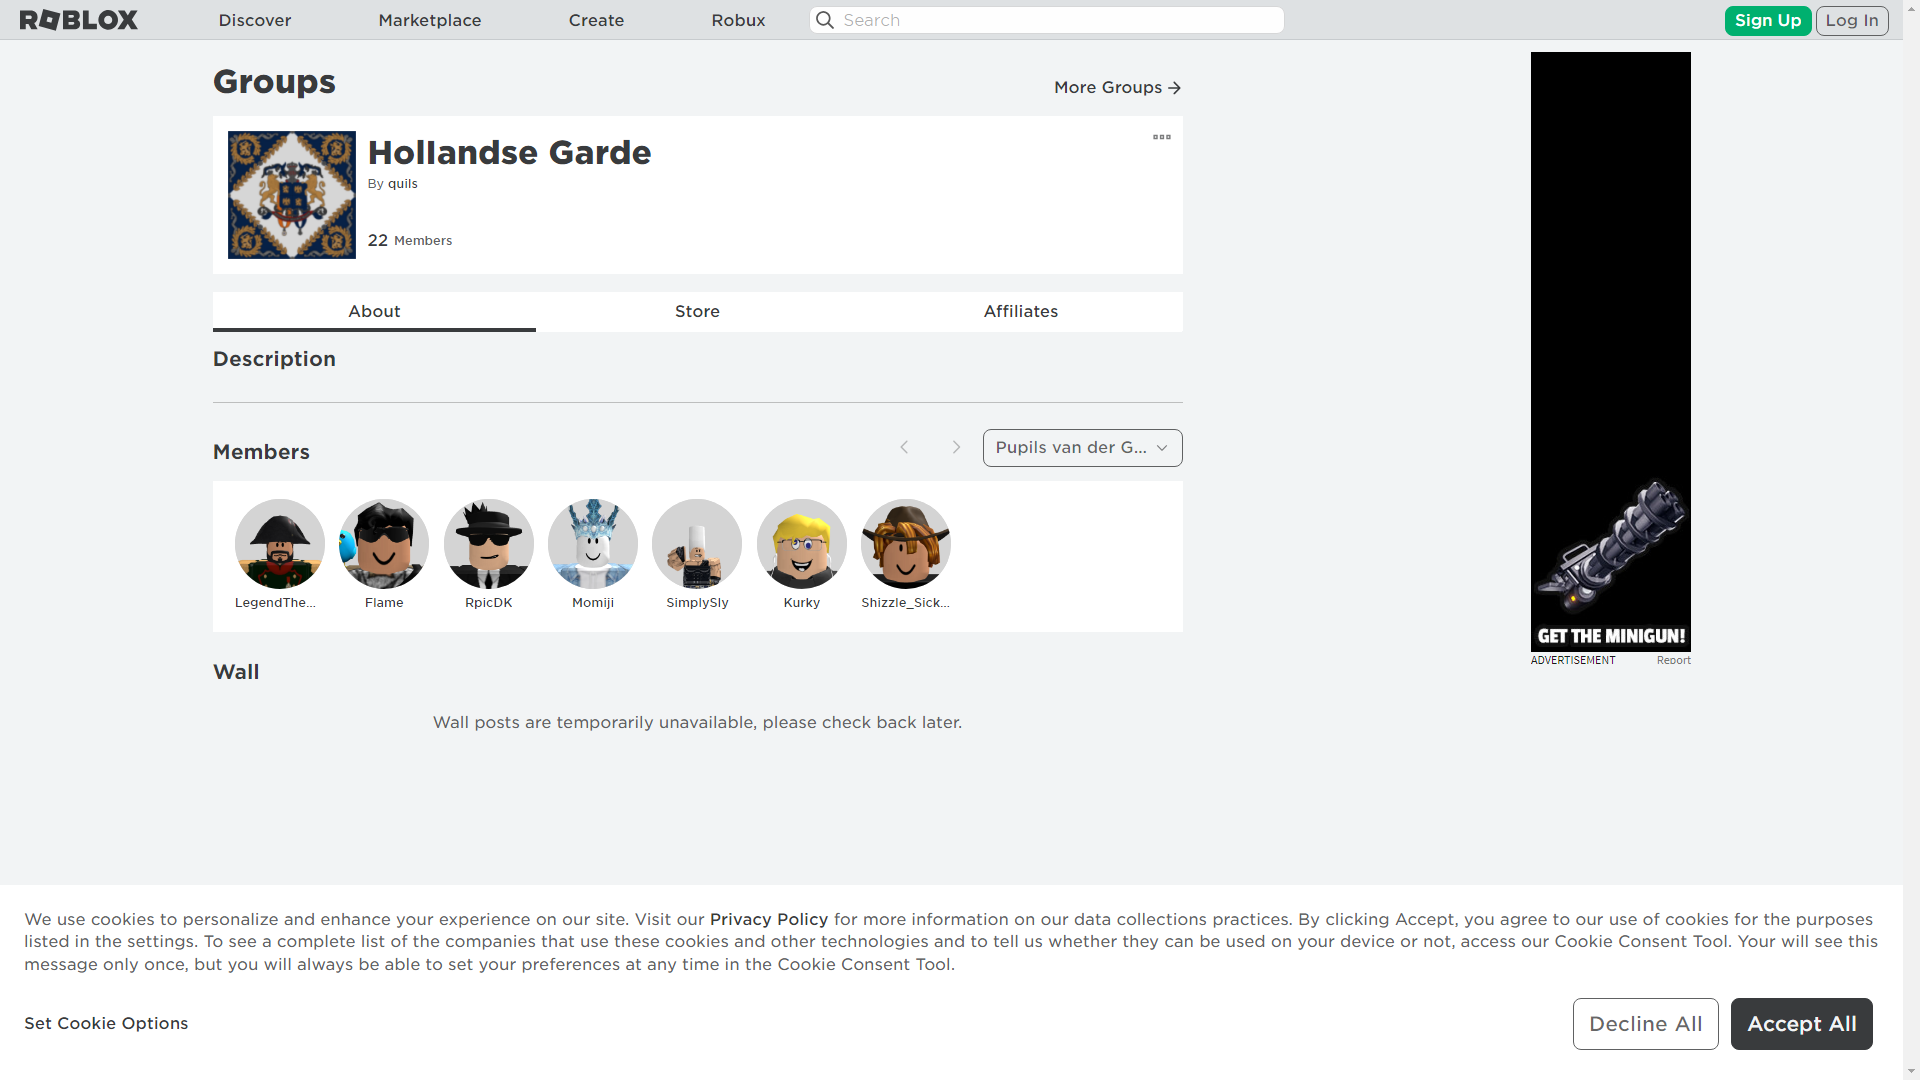 ROBLOX
Discover
Marketplace
Create
Robux
Search
Sign Up
Log In
Groups
More Groups
Hollandse Garde
By quils
22 Members
About
Store
Affiliates
Description
Members
Pupils van der G...
LegendThe...
Flame
RpicDK
Momiji
SimplySly
Kurky
Shizzle_Sick...
GET THE MINIGUN!
ADVERTISEMENT
Report
Wall
Wall posts are temporarily unavailable, please check back later.
We use cookies to personalize and enhance your experience on our site. Visit our Privacy Policy for more information on our data collections practices. By clicking Accept, you agree to our use of cookies for the purposes
listed in the settings. To see a complete list of the companies that use these cookies and other technologies and to tell us whether they can be used on your device or not, access our Cookie Consent Tool. Your will see this
message only once, but you will always be able to set your preferences at any time in the Cookie Consent Tool.
Set Cookie Options
Decline All
Accept All